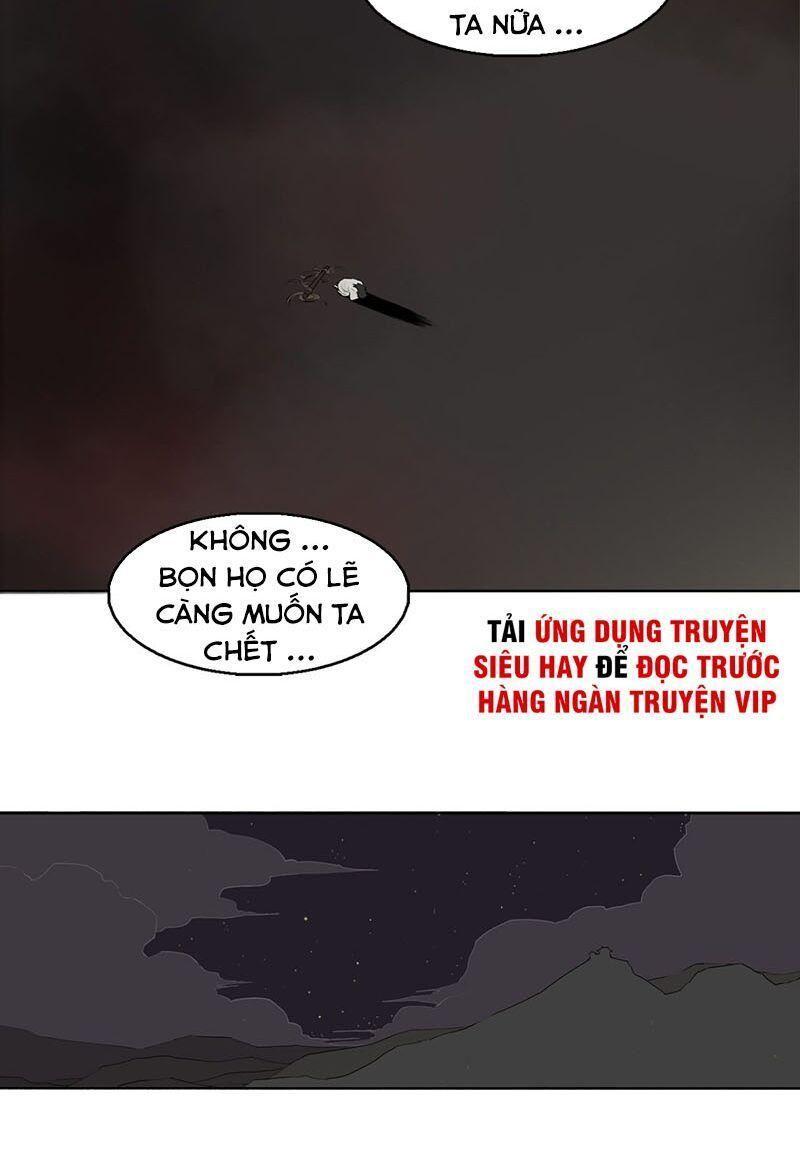 TA NỮA ...
KHÔNG ...
BỌN HỌ CÓ LẼ
CÀNG MUỐN TA
CHẾT ...
TẢI ỨNG DỤNG TRUYỆN
SIÊU HAY ĐỂ ĐỌC TRƯỚC
HÀNG NGÀN TRUYỆN VIP